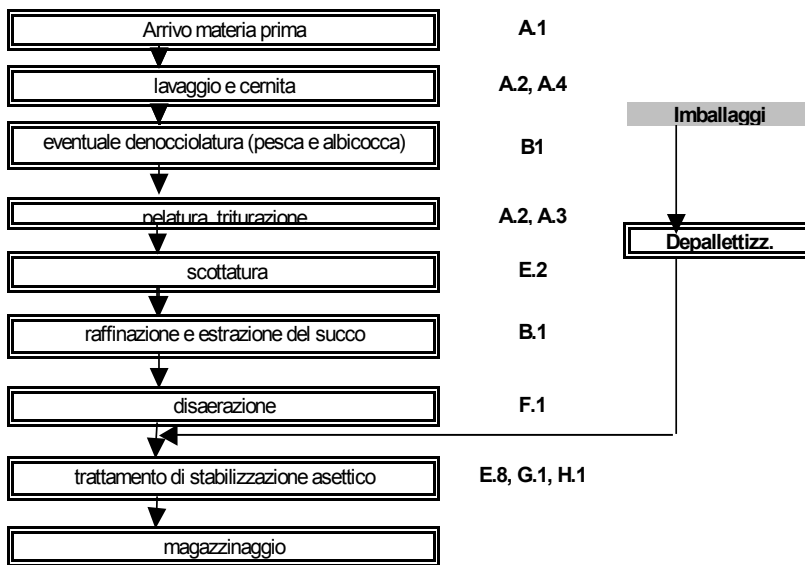 Arrivo materia prima A.1
lavaggio e cernita A.2, A.4
Imballaggi
eventuale denocciolatura (pesca e albicocca) B1
pelatura, triturazione A.2, A.3
Depallettizz.
scottatura E.2
raffinazione e estrazione del succo B.1
disaerazione F.1
trattamento di stabilizzazione asettico E.8, G.1, H.1
magazzinaggio